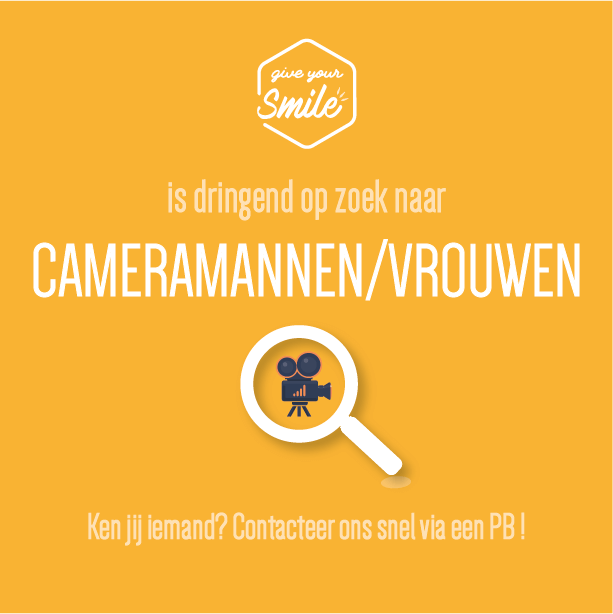 give your
Smile
is dringend op zoek naar
CAMERAMANNEN/VROUWEN
Ken jij iemand? Contacteer ons snel via een PB !